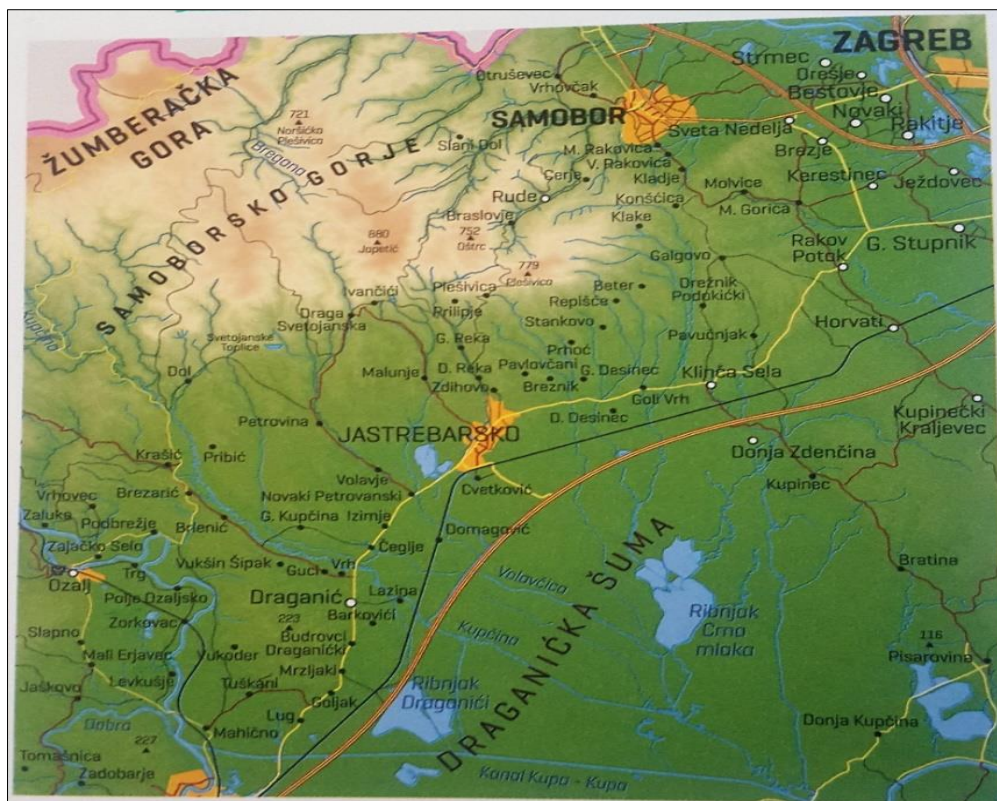 ZAGREB
Strmec
Orešje
Bestovje
Novaki
Rakitje
Otruševec
Vrhovčak
SAMOBOR
Sveta Nedelja
Brezje
Kerestinec
Ježdovec
ŽUMBERAČKA
GORA
721
Noršićka
Plešivica
Bregana
Slani Dol
M. Rakovica
V. Rakovica
Kladje
Cerje
Rude
Molvice
M. Gorica
Konšćica
Klake
Braslovje
SAMOBORSKO GORJE
880
Japetić
752
Oštrc
779
Plešivica
Galgovo
Rakov
Potok
G. Stupnik
Ivančići
Plešivica
Prilipje
Beter
Repišće
Drežnik
Podokićki
Draga
Svetojanska
Stankovo
Horvati
Kupčina
Svetojanske
Toplice
G. Reka
Prhoć
Pavučnjak
Dol
Malunje
D. Reka
Pavlovčani
G. Desinec
Zdihovo
Breznik
Goli Vrh
Klinča Sela
D. Desinec
Kupinečki
Kraljevec
Petrovina
JASTREBARSKO
Donja Zdenčina
Krašić
Pribić
Volavje
Cvetković
Kupinec
Vrhovec
Brezarić
Novaki Petrovanski
Zaluka
Podbrežje
Brlenić
G. Kupčina
Izimje
Domagović
Zajačko Selo
Vukšin Šipak
Čeglje
Bratina
Ozalj
Trg
Guci
Vrh
Volavčica
Polje Ozaljsko
Draganić
Lazina
Zorkovac
223
Barkovići
Kupčina
DRAGANIĆKA ŠUMA
Ribnjak
Crna
mlaka
Slapno
Budrovci
Draganićki
116
Pisarovina
Mali Erjavec
Vukoder
Mrzljaki
Jaškovo
Levkušje
Tuškani
Goljak
Ribnjak
Draganići
Lug
Dobra
Mahično
Donja Kupčina
227
Tomašnica
Zadobarje
Kanal Kupa - Kupa